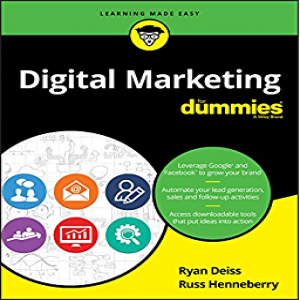 LEARNING MADE EASY
Digital Marketing
for
dummies
A Wiley Brand
Leverage Google® and
Facebook® to grow your brand
Automate your lead generation,
sales and follow-up activities
Access downloadable tools
that put ideas into action
Ryan Deiss
Russ Henneberry